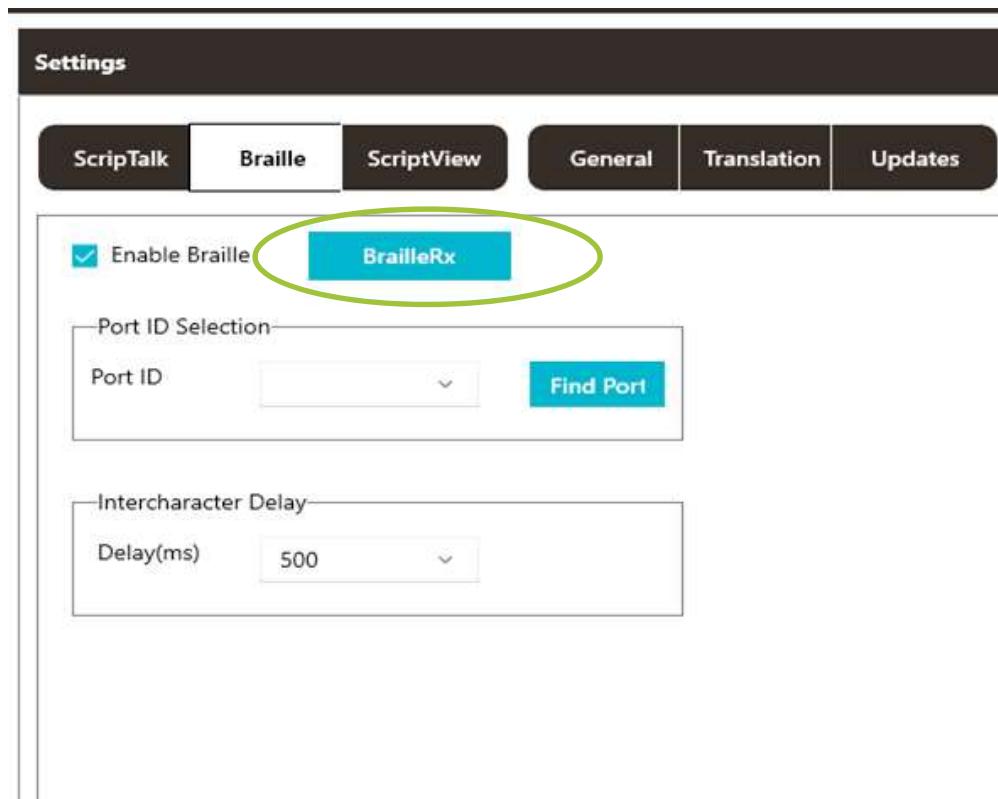 Settings
ScripTalk Braille ScriptView General Translation Updates
Enable Braille BrailleRx
Port ID Selection
Port ID Find Port
Intercharacter Delay
Delay(ms) 500